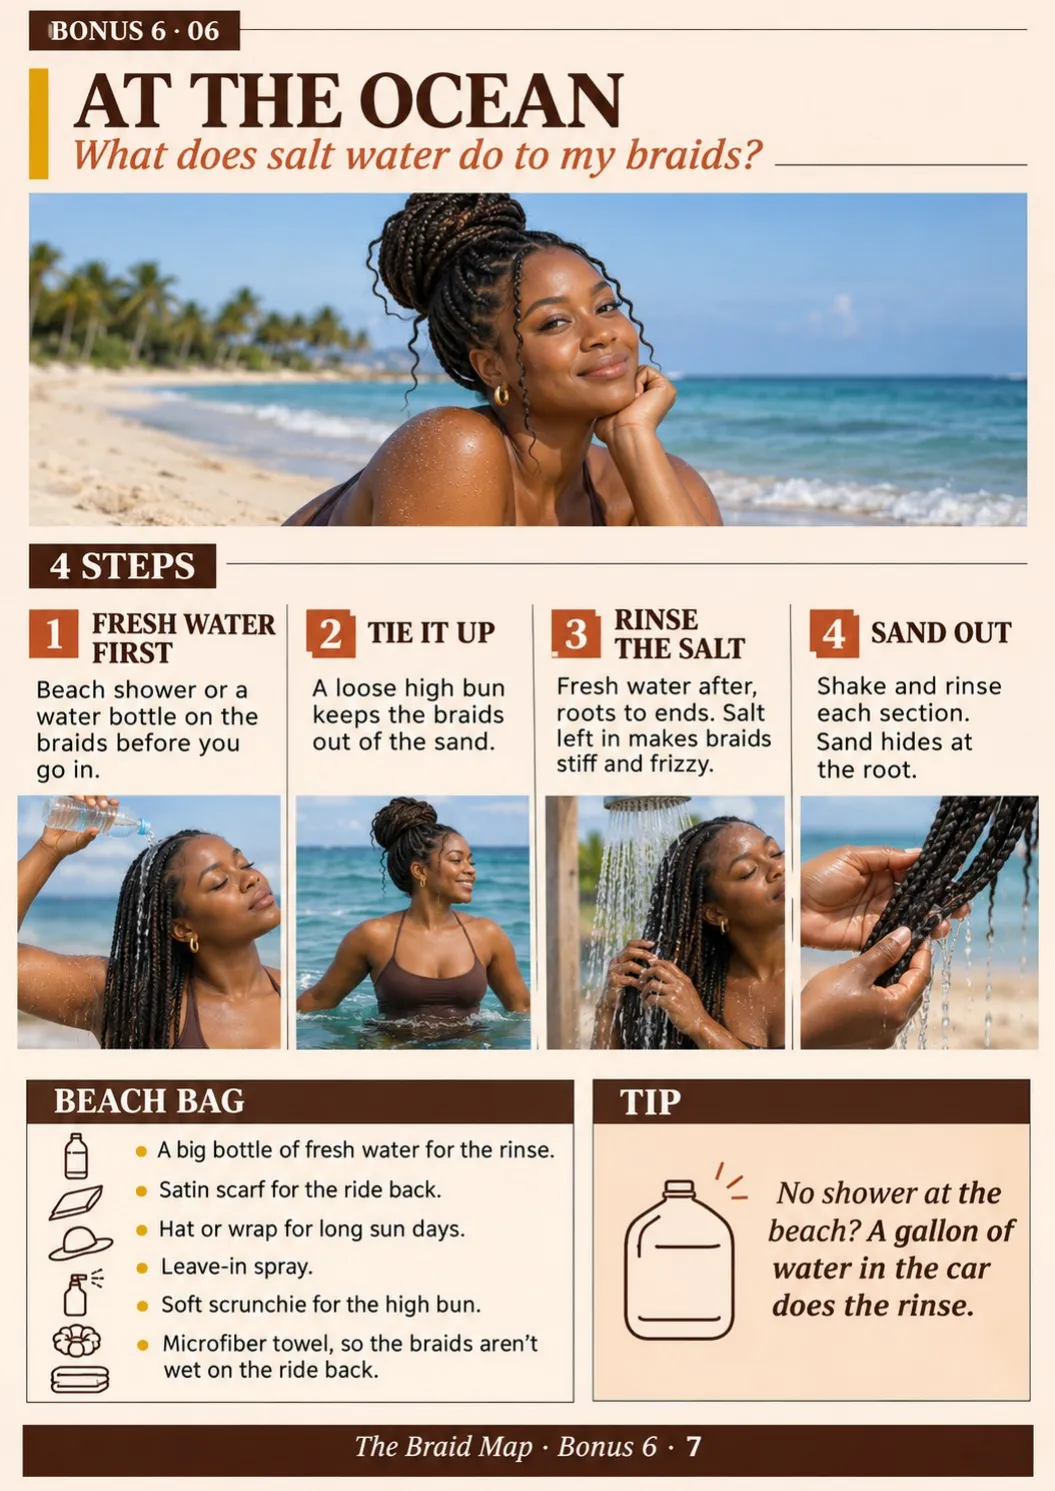 BONUS 6 · 06
AT THE OCEAN
What does salt water do to my braids?
4 STEPS
1 FRESH WATER
FIRST
Beach shower or a
water bottle on the
braids before you
go in.
2 TIE IT UP
A loose high bun
keeps the braids
out of the sand.
3 RINSE
THE SALT
Fresh water after,
roots to ends. Salt
left in makes braids
stiff and frizzy.
4 SAND OUT
Shake and rinse
each section.
Sand hides at
the root.
BEACH BAG
A big bottle of fresh water for the rinse.
Satin scarf for the ride back.
Hat or wrap for long sun days.
Leave-in spray.
Soft scrunchie for the high bun.
Microfiber towel, so the braids aren't
wet on the ride back.
TIP
No shower at the
beach? A gallon of
water in the car
does the rinse.
The Braid Map · Bonus 6 · 7